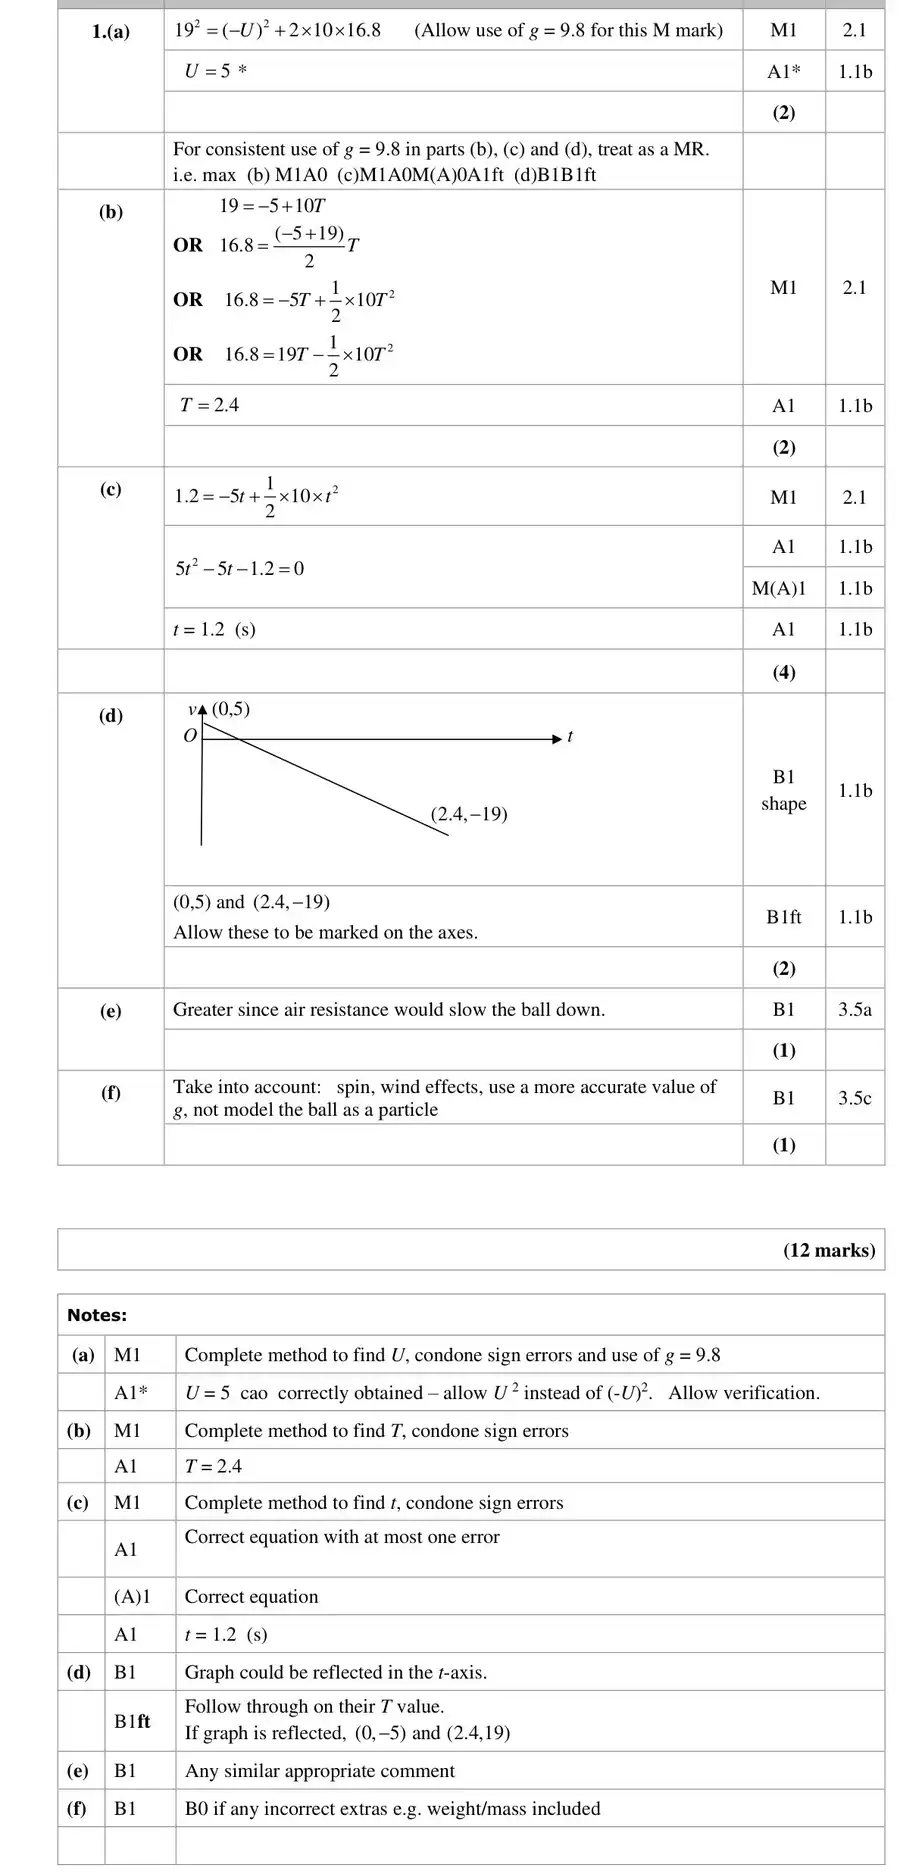 1.(a) 19² = (−U)² + 2×10×16.8 (Allow use of g = 9.8 for this M mark) M1 2.1
U = 5 * A1* 1.1b
(2)
For consistent use of g = 9.8 in parts (b), (c) and (d), treat as a MR.
i.e. max (b) M1A0 (c)M1A0M(A)0A1ft (d)B1B1ft
(b) 19 = −5+10T
OR 16.8 = (−5+19)/2 T
OR 16.8 = −5T + 1/2 ×10T²
M1 2.1
OR 16.8 = 19T − 1/2 ×10T²
T = 2.4 A1 1.1b
(2)
(c) 1.2 = −5t + 1/2 ×10× t² M1 2.1
A1 1.1b
5t² − 5t − 1.2 = 0
M(A)1 1.1b
t = 1.2 (s) A1 1.1b
(4)
(d) v (0,5)
O t
B1 shape 1.1b
(2.4,−19)
(0,5) and (2.4,−19)
B1ft 1.1b
Allow these to be marked on the axes.
(2)
(e) Greater since air resistance would slow the ball down. B1 3.5a
(1)
(f) Take into account: spin, wind effects, use a more accurate value of
g, not model the ball as a particle B1 3.5c
(1)
(12 marks)
Notes:
(a) M1 Complete method to find U, condone sign errors and use of g = 9.8
A1* U = 5 cao correctly obtained – allow U ² instead of (-U)². Allow verification.
(b) M1 Complete method to find T, condone sign errors
A1 T = 2.4
(c) M1 Complete method to find t, condone sign errors
A1 Correct equation with at most one error
(A)1 Correct equation
A1 t = 1.2 (s)
(d) B1 Graph could be reflected in the t-axis.
B1ft Follow through on their T value.
If graph is reflected, (0,−5) and (2.4,19)
(e) B1 Any similar appropriate comment
(f) B1 B0 if any incorrect extras e.g. weight/mass included